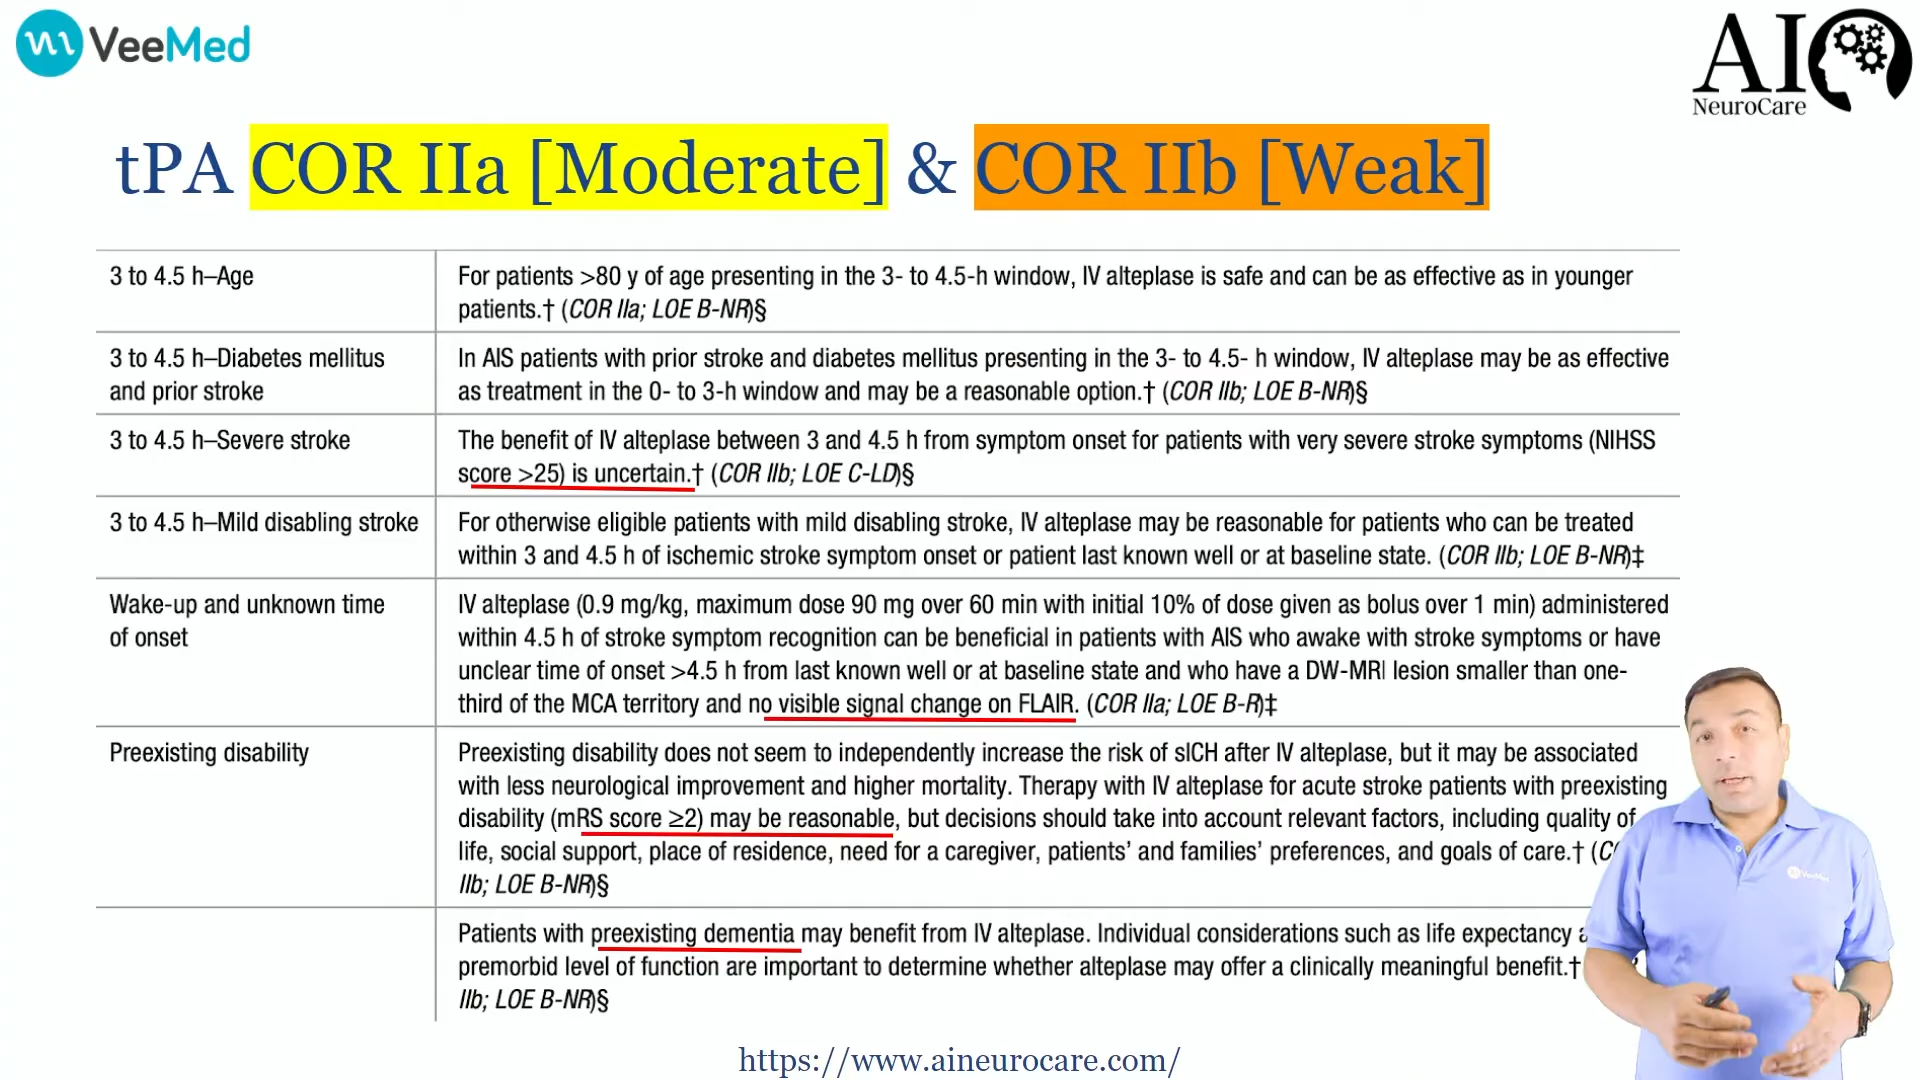 VeeMed
AI
NeuroCare
tPA COR IIa [Moderate] & COR IIb [Weak]
3 to 4.5 h–Age
For patients >80 y of age presenting in the 3- to 4.5-h window, IV alteplase is safe and can be as effective as in younger
patients.† (COR IIa; LOE B-NR)§
3 to 4.5 h–Diabetes mellitus
and prior stroke
In AIS patients with prior stroke and diabetes mellitus presenting in the 3- to 4.5- h window, IV alteplase may be as effective
as treatment in the 0- to 3-h window and may be a reasonable option.† (COR IIb; LOE B-NR)§
3 to 4.5 h–Severe stroke
The benefit of IV alteplase between 3 and 4.5 h from symptom onset for patients with very severe stroke symptoms (NIHSS
score >25) is uncertain.† (COR IIb; LOE C-LD)§
3 to 4.5 h–Mild disabling stroke
For otherwise eligible patients with mild disabling stroke, IV alteplase may be reasonable for patients who can be treated
within 3 and 4.5 h of ischemic stroke symptom onset or patient last known well or at baseline state. (COR IIb; LOE B-NR)‡
Wake-up and unknown time
of onset
IV alteplase (0.9 mg/kg, maximum dose 90 mg over 60 min with initial 10% of dose given as bolus over 1 min) administered
within 4.5 h of stroke symptom recognition can be beneficial in patients with AIS who awake with stroke symptoms or have
unclear time of onset >4.5 h from last known well or at baseline state and who have a DW-MRI lesion smaller than one-
third of the MCA territory and no visible signal change on FLAIR. (COR IIa; LOE B-R)‡
Preexisting disability
Preexisting disability does not seem to independently increase the risk of sICH after IV alteplase, but it may be associated
with less neurological improvement and higher mortality. Therapy with IV alteplase for acute stroke patients with preexisting
disability (mRS score ≥2) may be reasonable, but decisions should take into account relevant factors, including quality of
life, social support, place of residence, need for a caregiver, patients' and families' preferences, and goals of care.†
IIb; LOE B-NR)§
Patients with preexisting dementia may benefit from IV alteplase. Individual considerations such as life expectancy
premorbid level of function are important to determine whether alteplase may offer a clinically meaningful benefit.†
IIb; LOE B-NR)§
VeeMed
https://www.aineurocare.com/